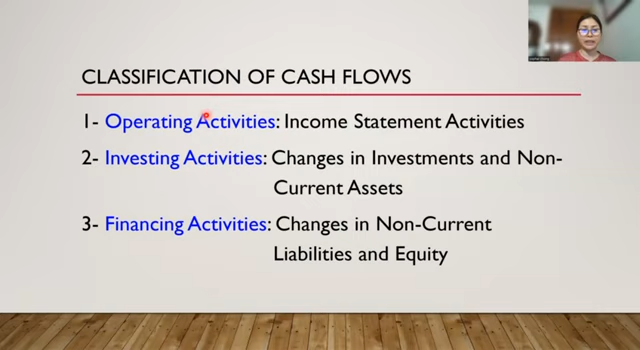 CLASSIFICATION OF CASH FLOWS
1- Operating Activities: Income Statement Activities
2- Investing Activities: Changes in Investments and Non-
Current Assets
3- Financing Activities: Changes in Non-Current
Liabilities and Equity